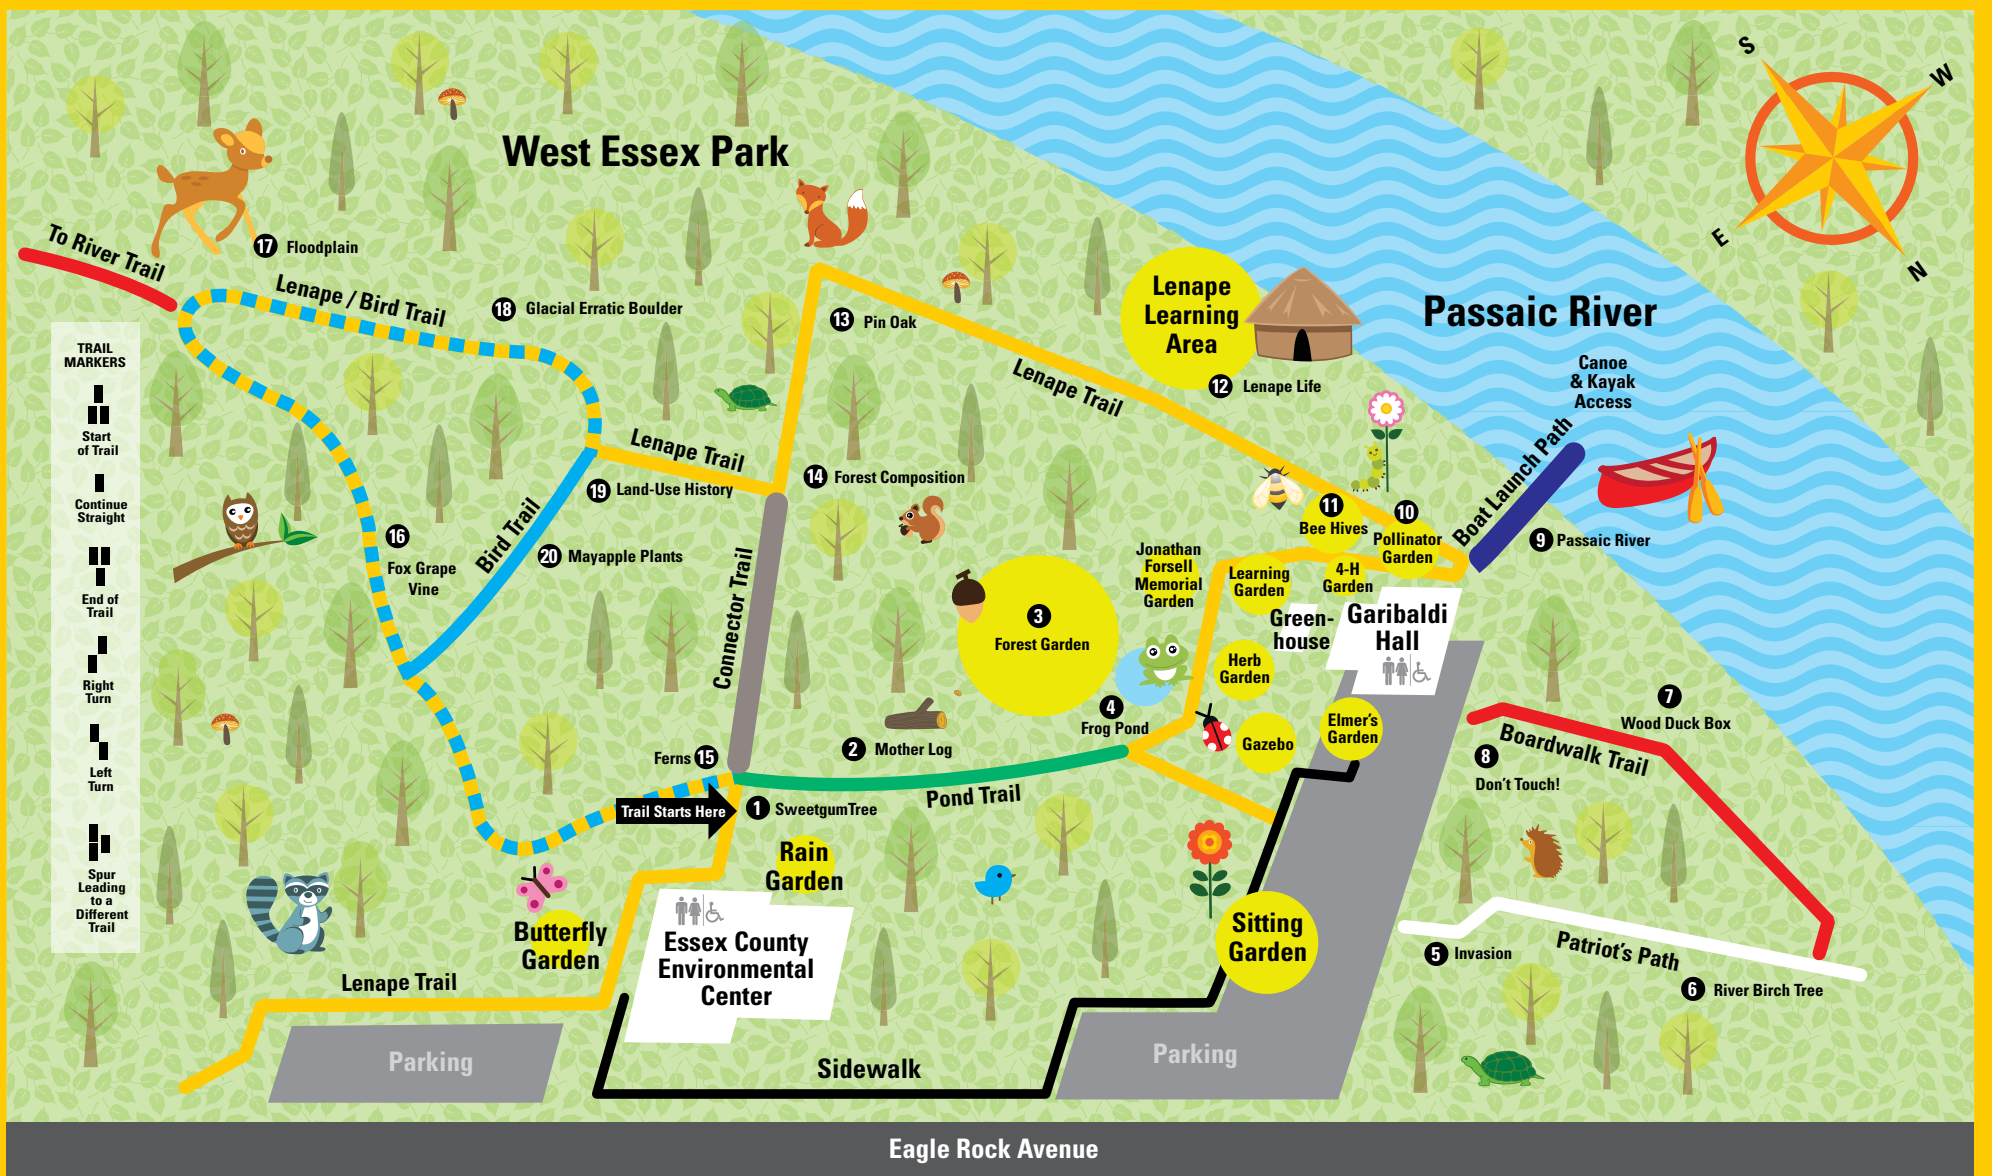 S
W
E
N
West Essex Park
To River Trail
17 Floodplain
Lenape / Bird Trail
18 Glacial Erratic Boulder
13 Pin Oak
Lenape
Learning
Area
12 Lenape Life
Passaic River
Canoe
& Kayak
Access
Lenape Trail
Lenape Trail
TRAIL
MARKERS
Start
of Trail
Continue
Straight
End of
Trail
Right
Turn
Left
Turn
Spur
Leading
to a
Different
Trail
14 Forest Composition
19 Land-Use History
Bird Trail
20 Mayapple Plants
16
Fox Grape
Vine
Connector Trail
11
Bee Hives
10
Pollinator
Garden
Boat Launch Path
9 Passaic River
Jonathan
Forsell
Memorial
Garden
Learning
Garden
4-H
Garden
Green-
house
Garibaldi
Hall
3
Forest Garden
Herb
Garden
4
Frog Pond
Gazebo
Elmer's
Garden
7
Wood Duck Box
Boardwalk Trail
8
Don't Touch!
2 Mother Log
Ferns 15
Pond Trail
Trail Starts Here
1 SweetgumTree
Rain
Garden
Butterfly
Garden
Essex County
Environmental
Center
Sitting
Garden
5 Invasion
Patriot's Path
6 River Birch Tree
Lenape Trail
Parking
Parking
Sidewalk
Eagle Rock Avenue